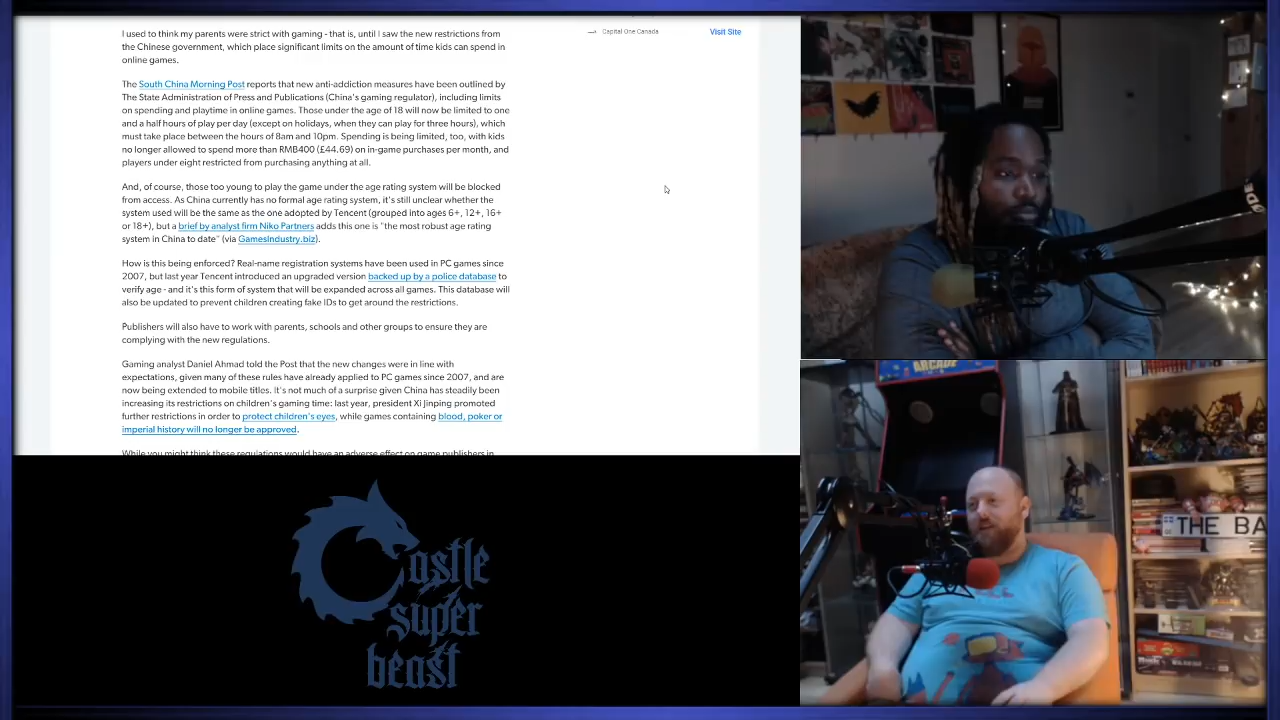 I used to think my parents were strict with gaming - that is, until I saw the new restrictions from
the Chinese government, which place significant limits on the amount of time kids can spend in
online games.
The South China Morning Post reports that new anti-addiction measures have been outlined by
The State Administration of Press and Publications (China's gaming regulator), including limits
on spending and playtime in online games. Those under the age of 18 will now be limited to one
and a half hours of play per day (except on holidays, when they can play for three hours), which
must take place between the hours of 8am and 10pm. Spending is being limited, too, with kids
no longer allowed to spend more than RMB400 (£44.69) on in-game purchases per month, and
players under eight restricted from purchasing anything at all.
And, of course, those too young to play the game under the age rating system will be blocked
from access. As China currently has no formal age rating system, it's still unclear whether the
system used will be the same as the one adopted by Tencent (grouped into ages 6+, 12+, 16+
or 18+), but a brief by analyst firm Niko Partners adds this one is "the most robust age rating
system in China to date" (via GamesIndustry.biz).
How is this being enforced? Real-name registration systems have been used in PC games since
2007, but last year Tencent introduced an upgraded version backed up by a police database to
verify age - and it's this form of system that will be expanded across all games. This database will
also be updated to prevent children creating fake IDs to get around the restrictions.
Publishers will also have to work with parents, schools and other groups to ensure they are
complying with the new regulations.
Gaming analyst Daniel Ahmad told the Post that the new changes were in line with
expectations, given many of these rules have already applied to PC games since 2007, and are
now being extended to mobile titles. It's not much of a surprise given China has steadily been
increasing its restrictions on children's gaming time: last year, president Xi Jinping promoted
further restrictions in order to protect children's eyes, while games containing blood, poker or
imperial history will no longer be approved.
While you might think these regulations would have an adverse effect on game publishers in
Capital One Canada
Visit Site
Castle
super
beast
ARCADE
THE BA